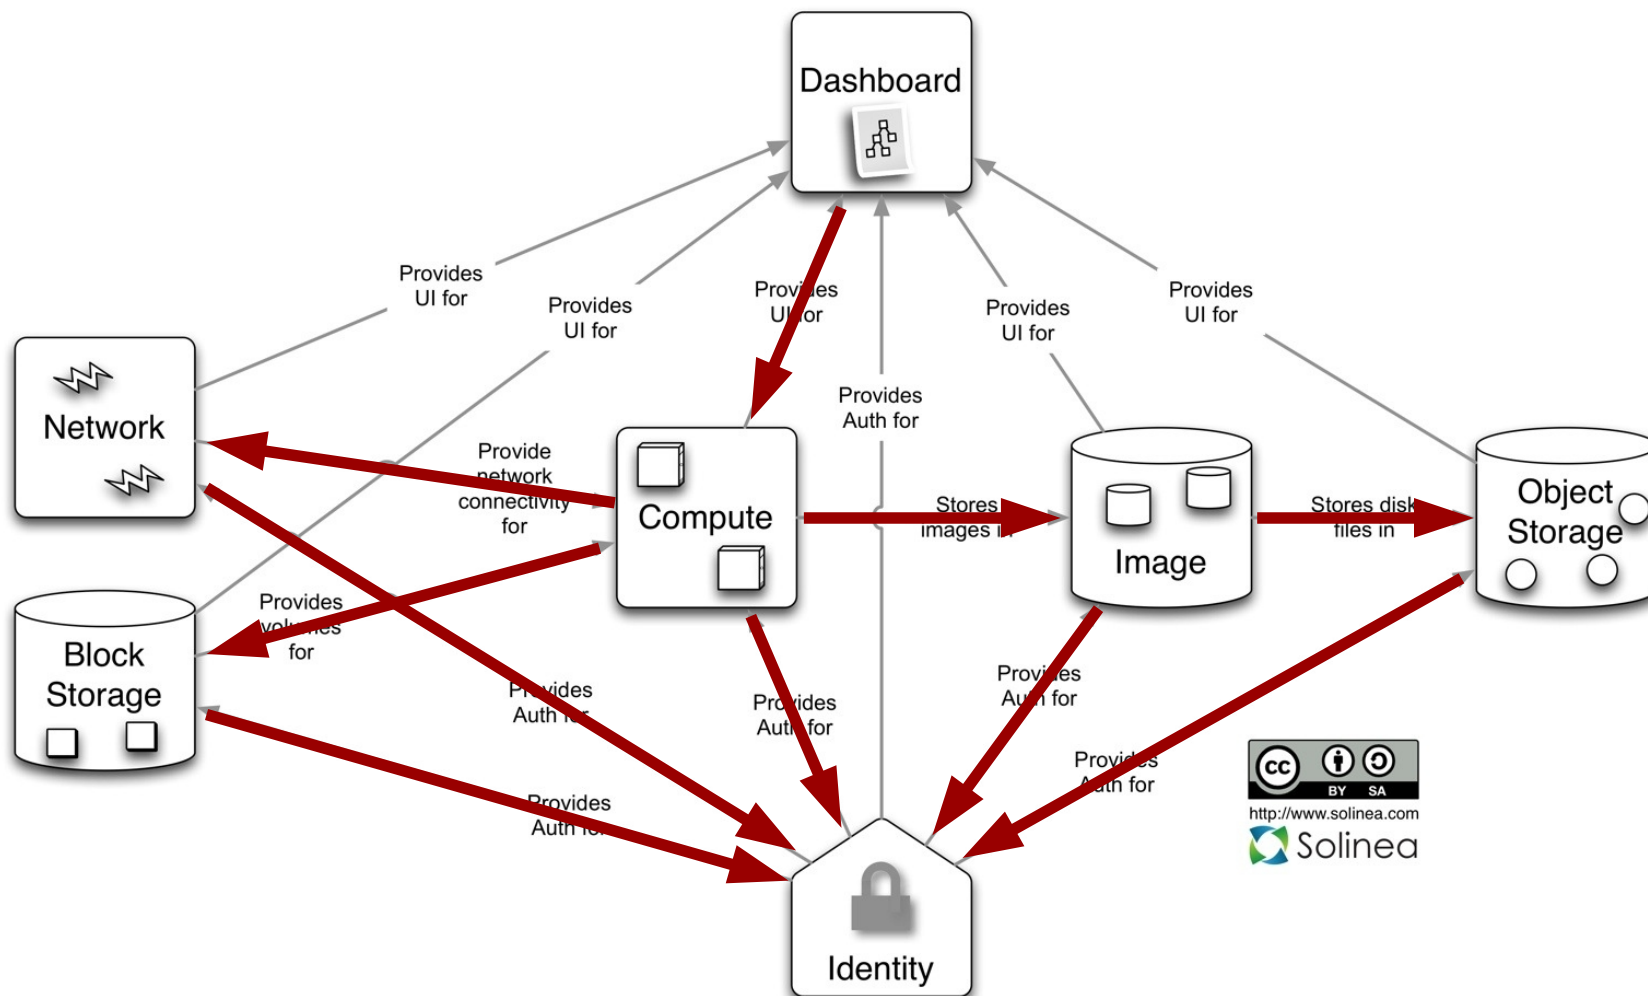 Dashboard
Provides
UI for
Provides
UI for
Provides
UI for
Provides
UI for
Provides
UI for
Network
Provide
network
connectivity
for
Compute
Provides
Auth for
Stores
images in
Image
Stores disk
files in
Object
Storage
Block
Storage
Provides
volumes
for
Provides
Auth for
Provides
Auth for
Provides
Auth for
Provides
Auth for
Provides
Auth for
Identity
cc
BY SA
http://www.solinea.com
Solinea